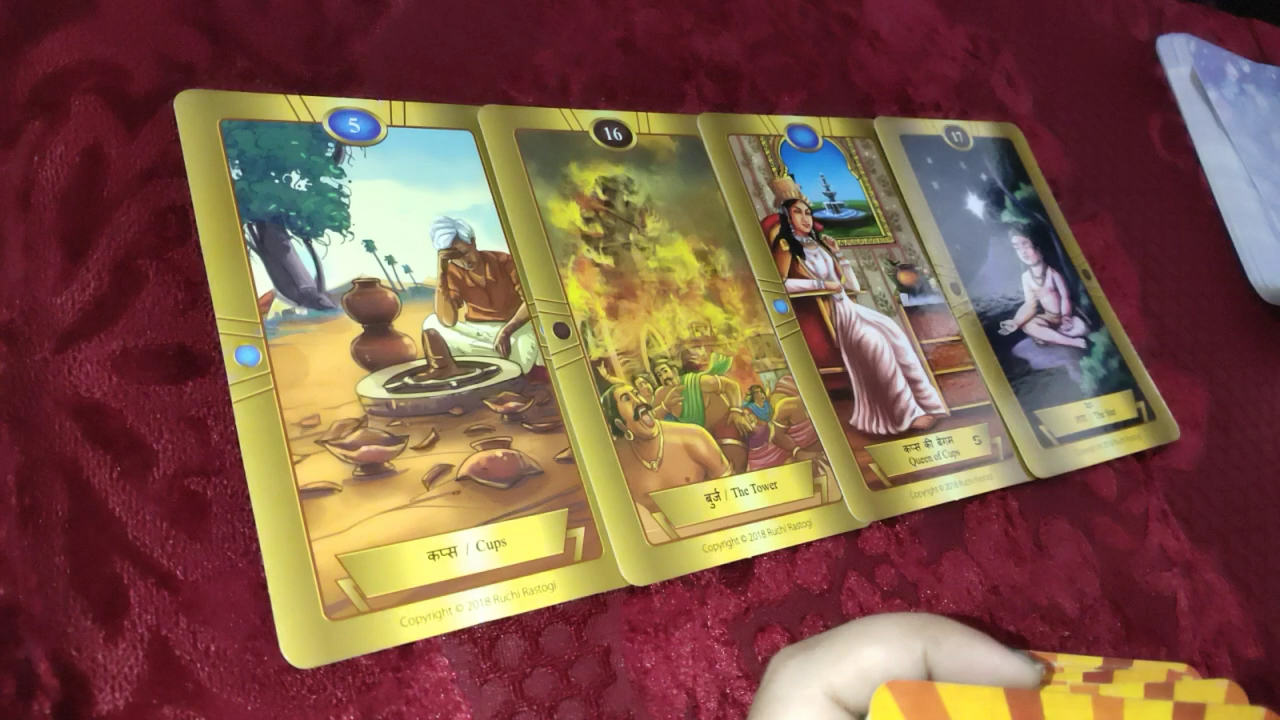 5
कप्स / Cups
Copyright © 2018 Ruchi Rastogi
16
बुर्ज / The Tower
Copyright © 2018 Ruchi Rastogi
कप्स की बेगम
Queen of Cups
Copyright © 2018 Ruchi Rastogi
17
The Star